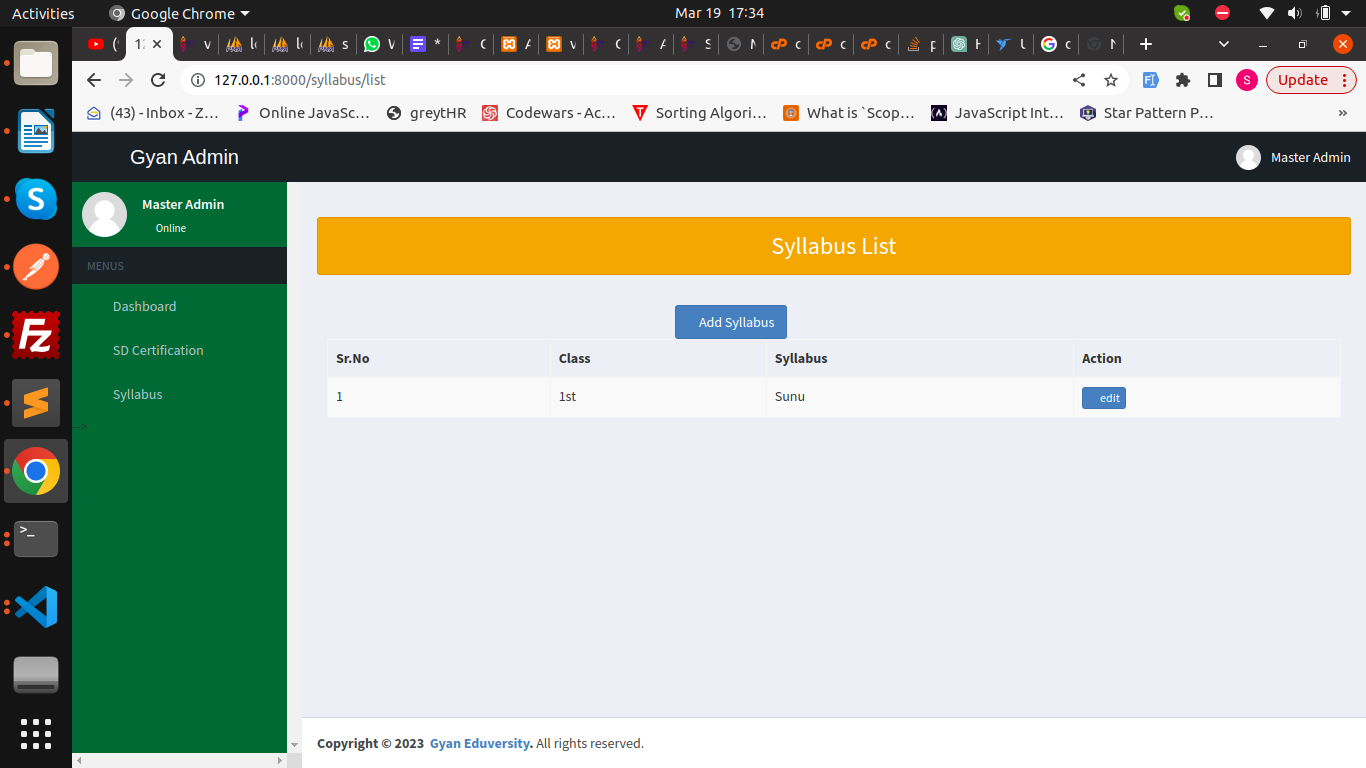 Activities Google Chrome Mar 19 17:34
127.0.0.1:8000/syllabus/list Update
(43) - Inbox - Z… Online JavaSc… greytHR Codewars - Ac… Sorting Algori… What is `Scop… JavaScript Int… Star Pattern P… »
Gyan Admin Master Admin
Master Admin
Online
MENUS
Dashboard
SD Certification
Syllabus
-->
Syllabus List
Add Syllabus
Sr.No Class Syllabus Action
1 1st Sunu edit
Copyright © 2023 Gyan Eduversity. All rights reserved.